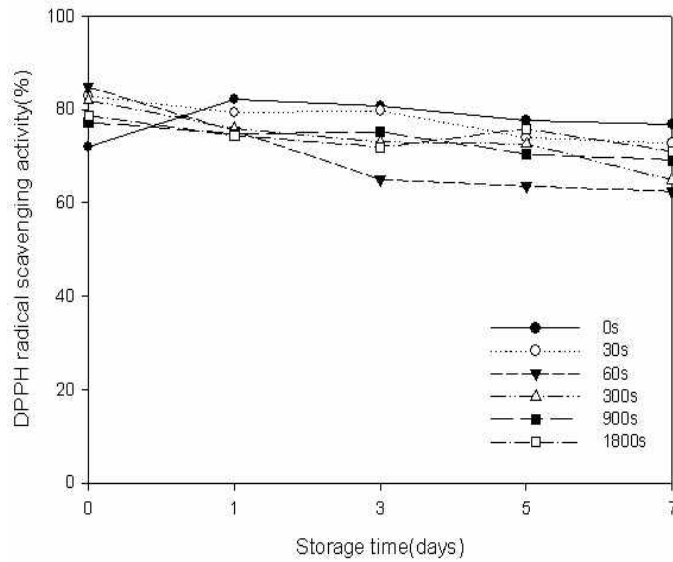 100
80
60
40
20
0
DPPH radical scavenging activity(%)
0s
30s
60s
300s
900s
1800s
0 1 3 5 7
Storage time(days)